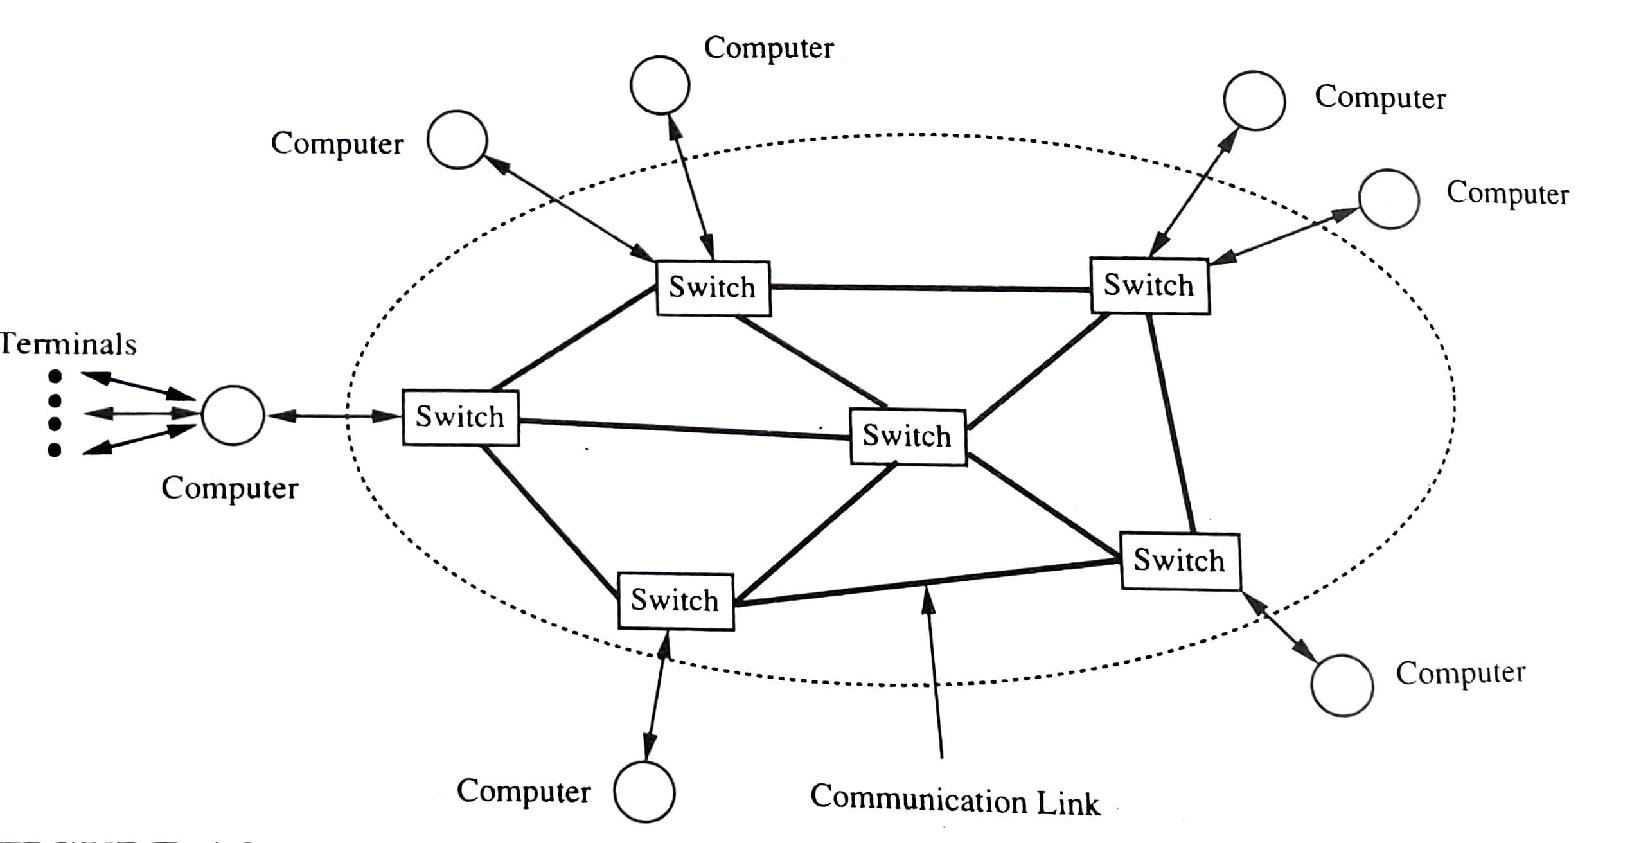 Computer
Computer
Computer
Computer
Switch
Switch
Terminals
Switch
Switch
Computer
Switch
Switch
Computer
Computer
Communication Link